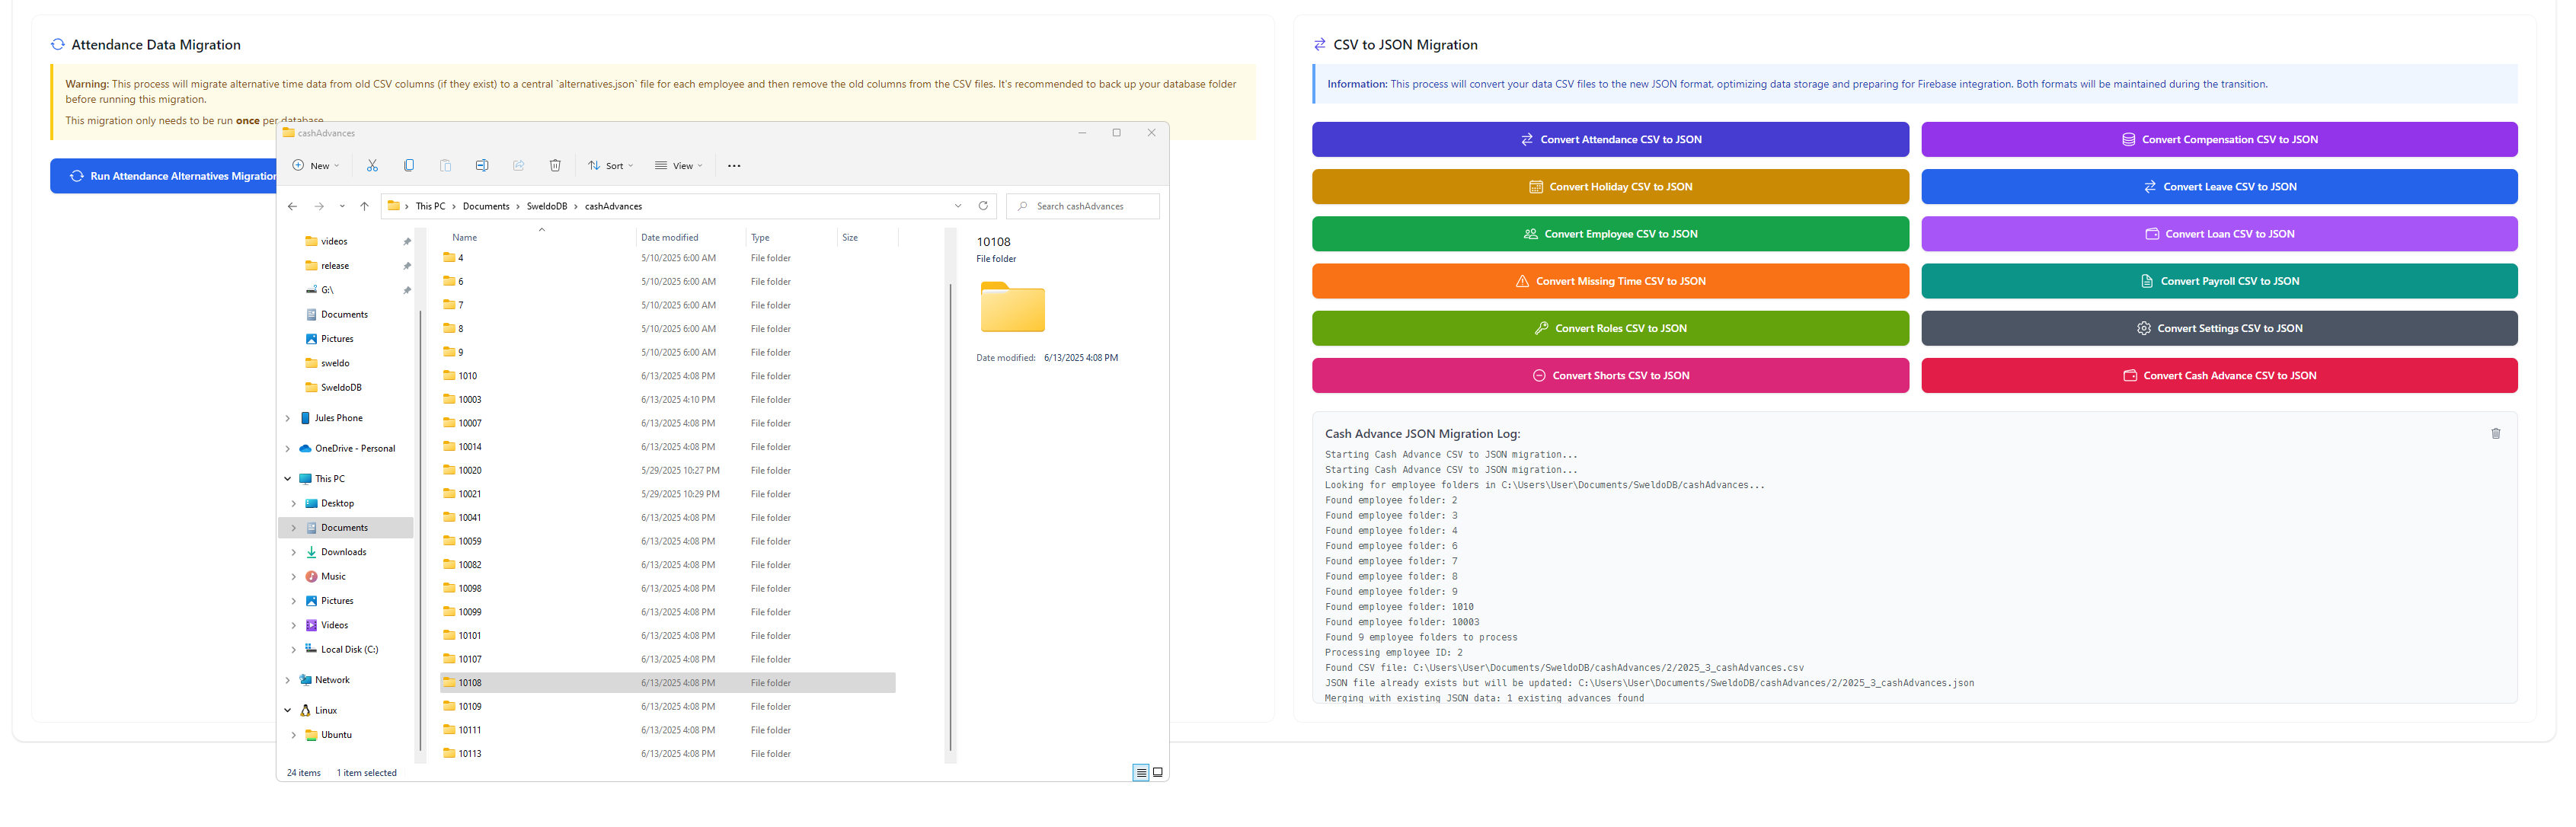 Attendance Data Migration
Warning: This process will migrate alternative time data from old CSV columns (if they exist) to a central `alternatives.json` file for each employee and then remove the old columns from the CSV files. It's recommended to back up your database folder
before running this migration.
This migration only needs to be run once per database.
Run Attendance Alternatives Migration
cashAdvances
New
Sort
View
This PC > Documents > SweldoDB > cashAdvances
Search cashAdvances
videos
release
G:\
Documents
Pictures
sweldo
SweldoDB
Jules Phone
OneDrive - Personal
This PC
Desktop
Documents
Downloads
Music
Pictures
Videos
Local Disk (C:)
Network
Linux
Ubuntu
Name Date modified Type Size
4 5/10/2025 6:00 AM File folder
6 5/10/2025 6:00 AM File folder
7 5/10/2025 6:00 AM File folder
8 5/10/2025 6:00 AM File folder
9 5/10/2025 6:00 AM File folder
1010 6/13/2025 4:08 PM File folder
10003 6/13/2025 4:10 PM File folder
10007 6/13/2025 4:08 PM File folder
10014 6/13/2025 4:08 PM File folder
10020 5/29/2025 10:27 PM File folder
10021 5/29/2025 10:29 PM File folder
10041 6/13/2025 4:08 PM File folder
10059 6/13/2025 4:08 PM File folder
10082 6/13/2025 4:08 PM File folder
10098 6/13/2025 4:08 PM File folder
10099 6/13/2025 4:08 PM File folder
10101 6/13/2025 4:08 PM File folder
10107 6/13/2025 4:08 PM File folder
10108 6/13/2025 4:08 PM File folder
10109 6/13/2025 4:08 PM File folder
10111 6/13/2025 4:08 PM File folder
10113 6/13/2025 4:08 PM File folder
10108
File folder
Date modified: 6/13/2025 4:08 PM
24 items 1 item selected
CSV to JSON Migration
Information: This process will convert your data CSV files to the new JSON format, optimizing data storage and preparing for Firebase integration. Both formats will be maintained during the transition.
Convert Attendance CSV to JSON
Convert Compensation CSV to JSON
Convert Holiday CSV to JSON
Convert Leave CSV to JSON
Convert Employee CSV to JSON
Convert Loan CSV to JSON
Convert Missing Time CSV to JSON
Convert Payroll CSV to JSON
Convert Roles CSV to JSON
Convert Settings CSV to JSON
Convert Shorts CSV to JSON
Convert Cash Advance CSV to JSON
Cash Advance JSON Migration Log:
Starting Cash Advance CSV to JSON migration...
Starting Cash Advance CSV to JSON migration...
Looking for employee folders in C:\Users\User\Documents/SweldoDB/cashAdvances...
Found employee folder: 2
Found employee folder: 3
Found employee folder: 4
Found employee folder: 6
Found employee folder: 7
Found employee folder: 8
Found employee folder: 9
Found employee folder: 1010
Found employee folder: 10003
Found 9 employee folders to process
Processing employee ID: 2
Found CSV file: C:\Users\User\Documents/SweldoDB/cashAdvances/2/2025_3_cashAdvances.csv
JSON file already exists but will be updated: C:\Users\User\Documents/SweldoDB/cashAdvances/2/2025_3_cashAdvances.json
Merging with existing JSON data: 1 existing advances found